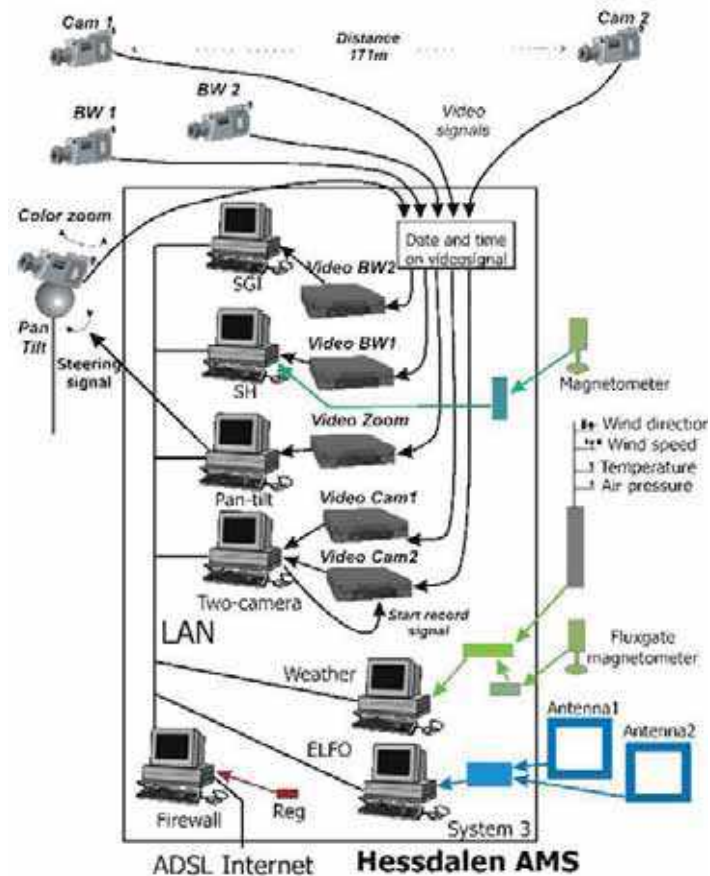 Cam 1
Cam 2
Distance
171m
BW 1
BW 2
Video
signals
Color zoom
Date and time
on videosignal
SGI
Video BW2
Pan
Tilt
Steering
signal
Video BW1
SH
Magnetometer
Video Zoom
Pan-tilt
Wind direction
Wind speed
Temperature
Air pressure
Video Cam1
Video Cam2
Two-camera
Start record
signal
LAN
Weather
Fluxgate
magnetometer
ELFO
Antenna1
Antenna2
Firewall
Reg
System 3
ADSL Internet
Hessdalen AMS